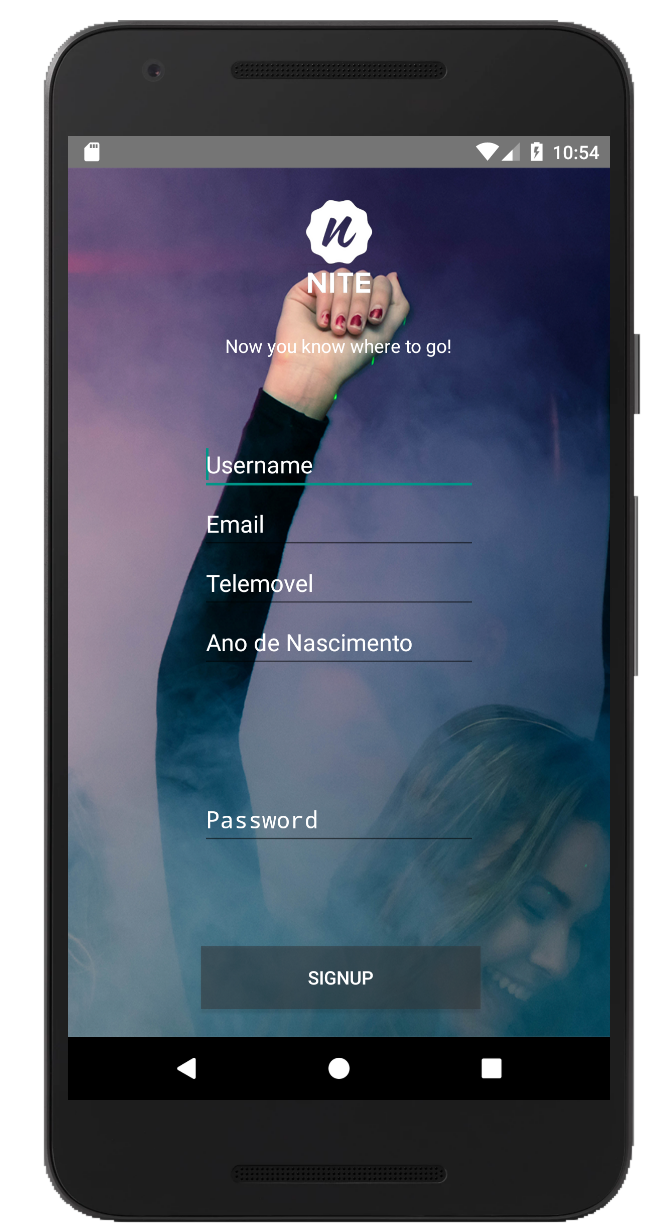 10:54
n
NITE
Now you know where to go!
Username
Email
Telemovel
Ano de Nascimento
Password
SIGNUP